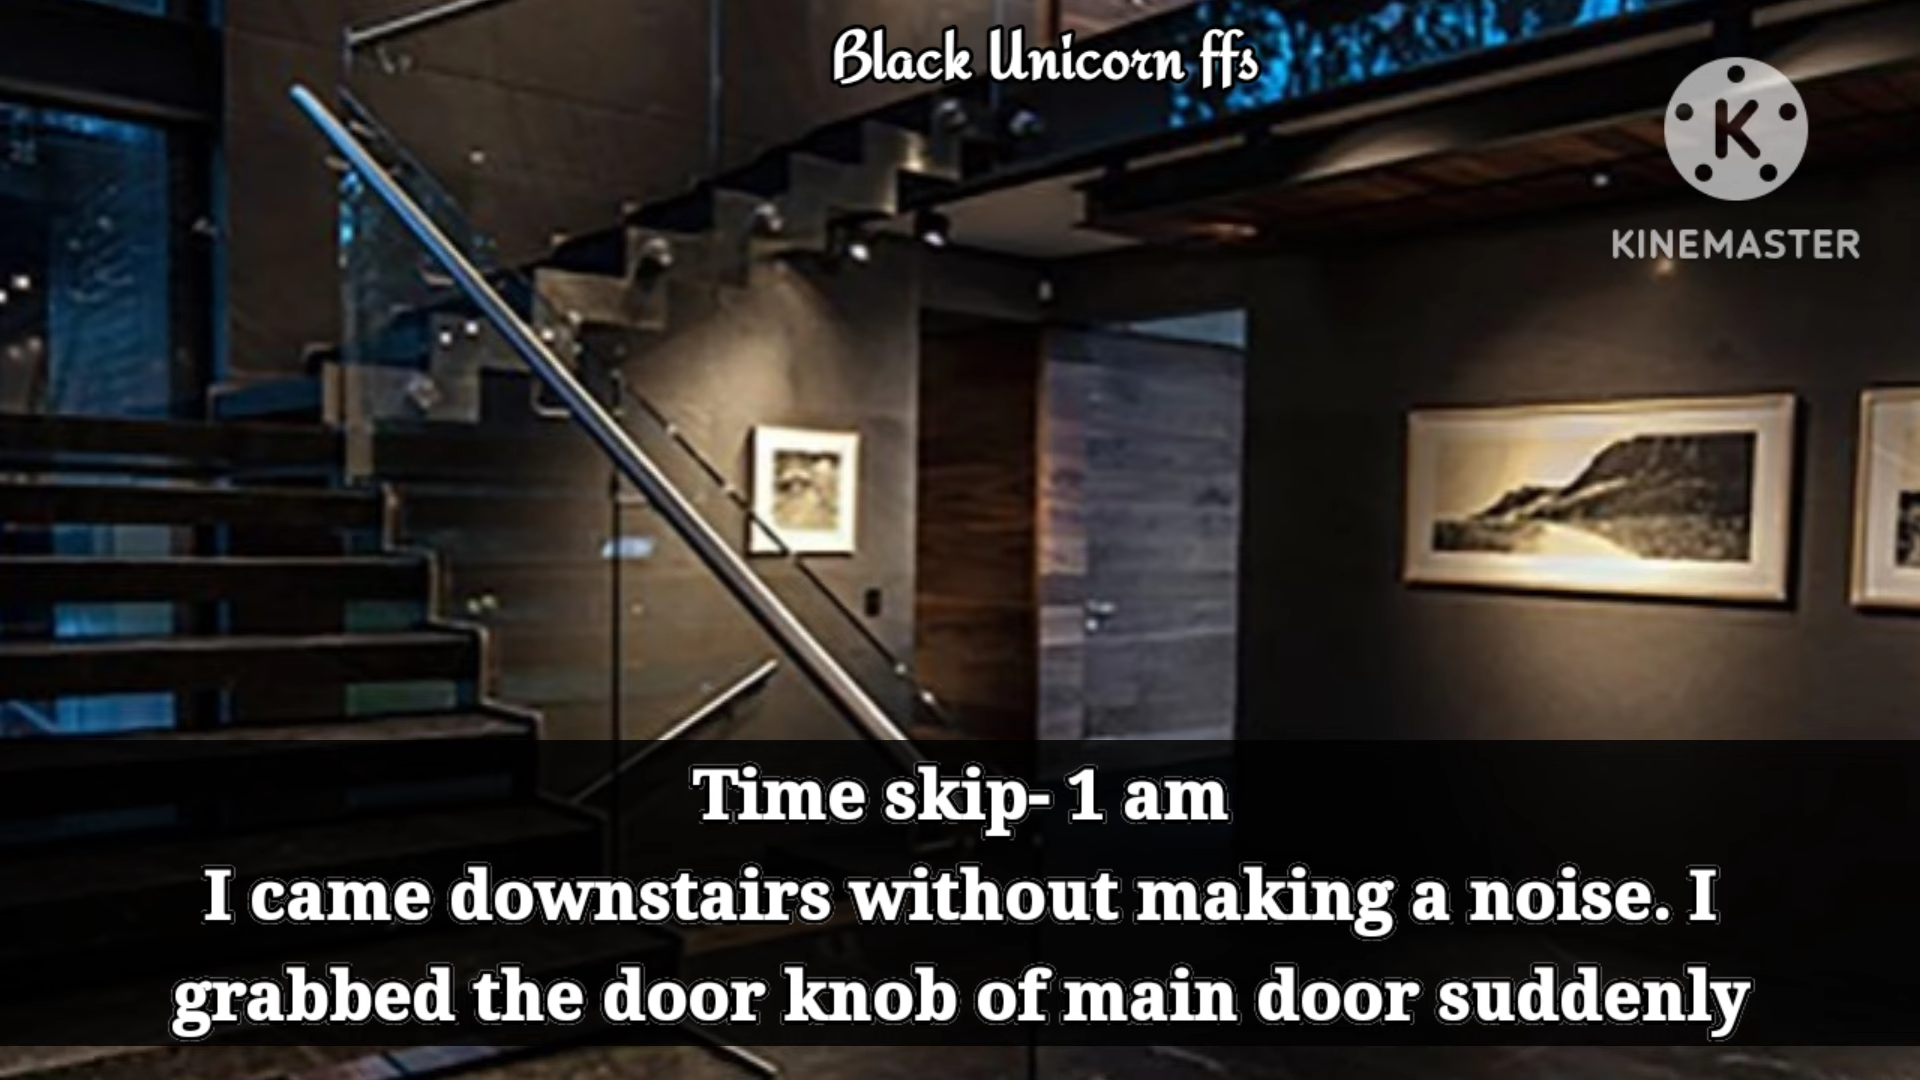 Black Unicorn ffs
K
KINEMASTER
Time skip- 1 am
I came downstairs without making a noise. I
grabbed the door knob of main door suddenly